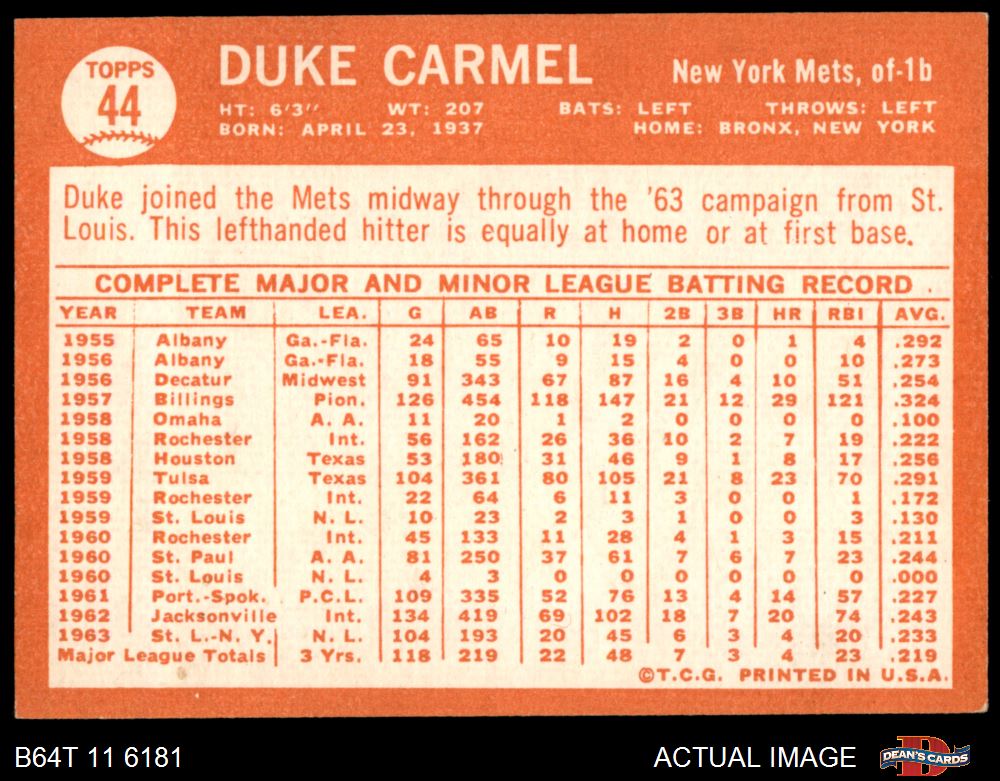 TOPPS
44
DUKE CARMEL
New York Mets, of-1b
HT: 6'3" WT: 207 BATS: LEFT THROWS: LEFT
BORN: APRIL 23, 1937 HOME: BRONX, NEW YORK
Duke joined the Mets midway through the '63 campaign from St.
Louis. This lefthanded hitter is equally at home or at first base.
COMPLETE MAJOR AND MINOR LEAGUE BATTING RECORD
YEAR TEAM LEA. G AB R H 2B 3B HR RBI AVG.
1955 Albany Ga.-Fla. 24 65 10 19 2 0 1 4 .292
1956 Albany Ga.-Fla. 18 55 9 15 4 0 0 10 .273
1956 Decatur Midwest 91 343 67 87 16 4 10 51 .254
1957 Billings Pion. 126 454 118 147 21 12 29 121 .324
1958 Omaha A. A. 11 20 1 2 0 0 0 0 .100
1958 Rochester Int. 56 162 26 36 10 2 7 19 .222
1958 Houston Texas 53 180 31 46 9 1 8 17 .256
1959 Tulsa Texas 104 361 80 105 21 8 23 70 .291
1959 Rochester Int. 22 64 6 11 3 0 0 1 .172
1959 St. Louis N. L. 10 23 2 3 1 0 0 3 .130
1960 Rochester Int. 45 133 11 28 4 1 3 15 .211
1960 St. Paul A. A. 81 250 37 61 7 6 7 23 .244
1960 St. Louis N. L. 4 3 0 0 0 0 0 0 .000
1961 Port.-Spok. P.C.L. 109 335 52 76 13 4 14 57 .227
1962 Jacksonville Int. 134 419 69 102 18 7 20 74 .243
1963 St. L.-N. Y. N. L. 104 193 20 45 6 3 4 20 .233
Major League Totals 3 Yrs. 118 219 22 48 7 3 4 23 .219
©T.C.G. PRINTED IN U.S.A.
B64T 11 6181 ACTUAL IMAGE DEAN'S CARDS